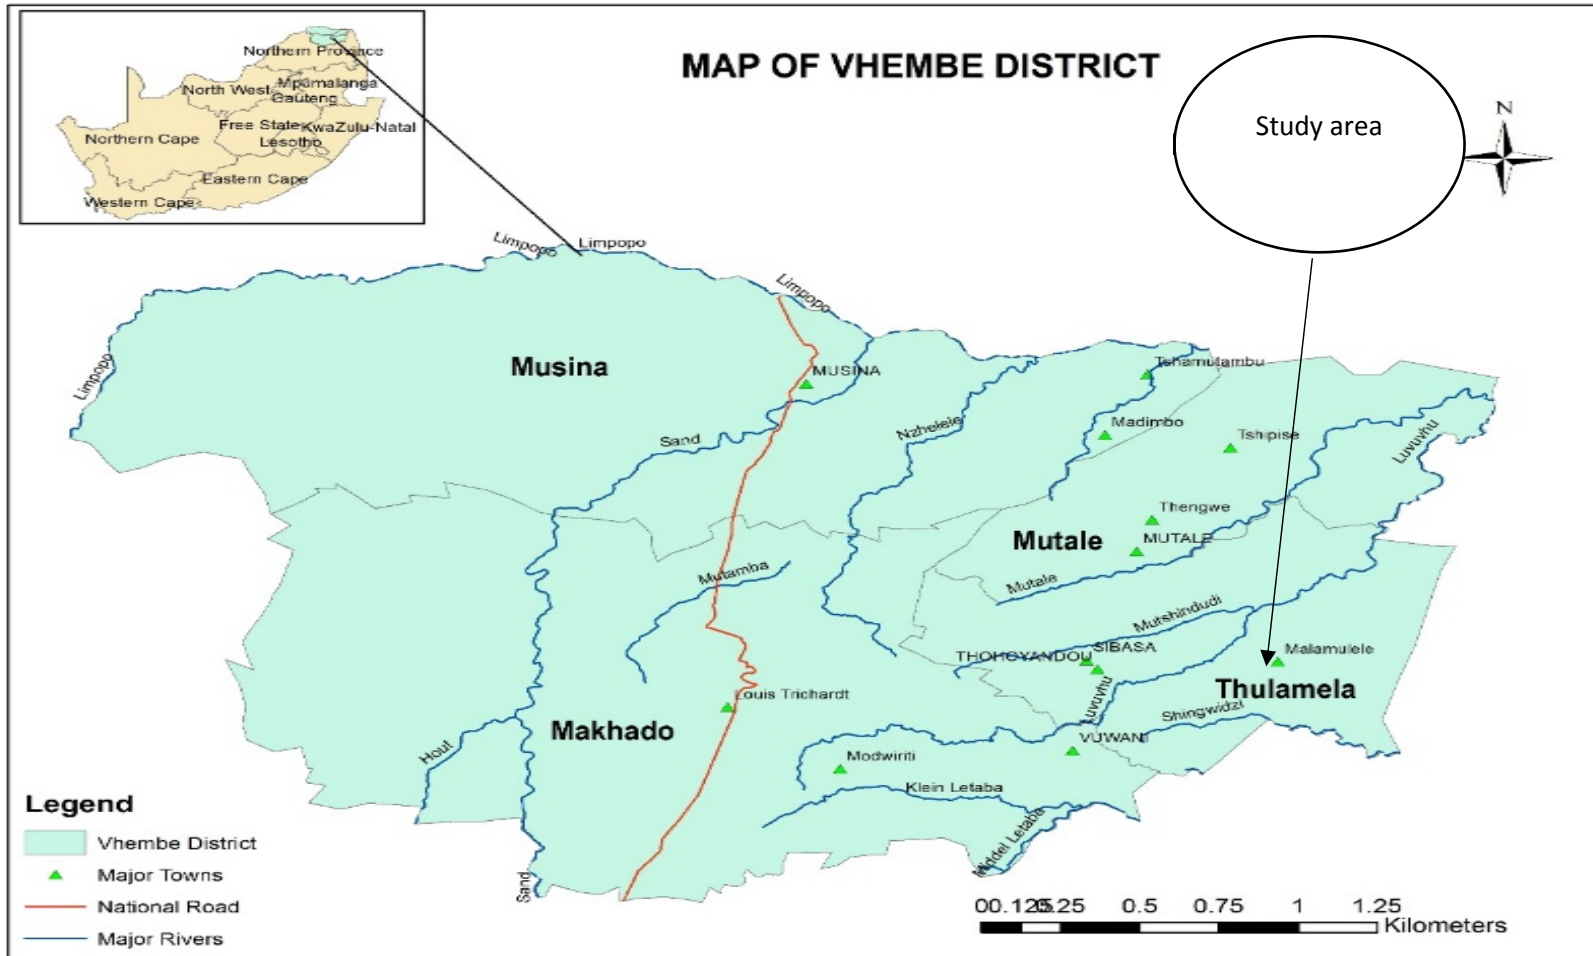 MAP OF VHEMBE DISTRICT
Study area
N
Northern Province
North West
Mpumalanga
Gauteng
Northern Cape
Free State
KwaZulu-Natal
Lesotho
Eastern Cape
Western Cape
Limpopo
Limpopo
Limpopo
Limpopo
Musina
MUSINA
Tshamutambu
Sand
Nzhelele
Madimbo
Tshipise
Luvuvhu
Thengwe
Mutale
MUTALE
Mutamba
Mutale
Mutshindudi
THOHOYANDOU
SIBASA
Malamulele
Thulamela
Louis Trichardt
Luvuvhu
Shingwidzi
Makhado
VUWANI
Hout
Modwiriti
Klein Letaba
Middel Letaba
Sand
Legend
Vhembe District
Major Towns
National Road
Major Rivers
00.1250.25 0.5 0.75 1 1.25
Kilometers